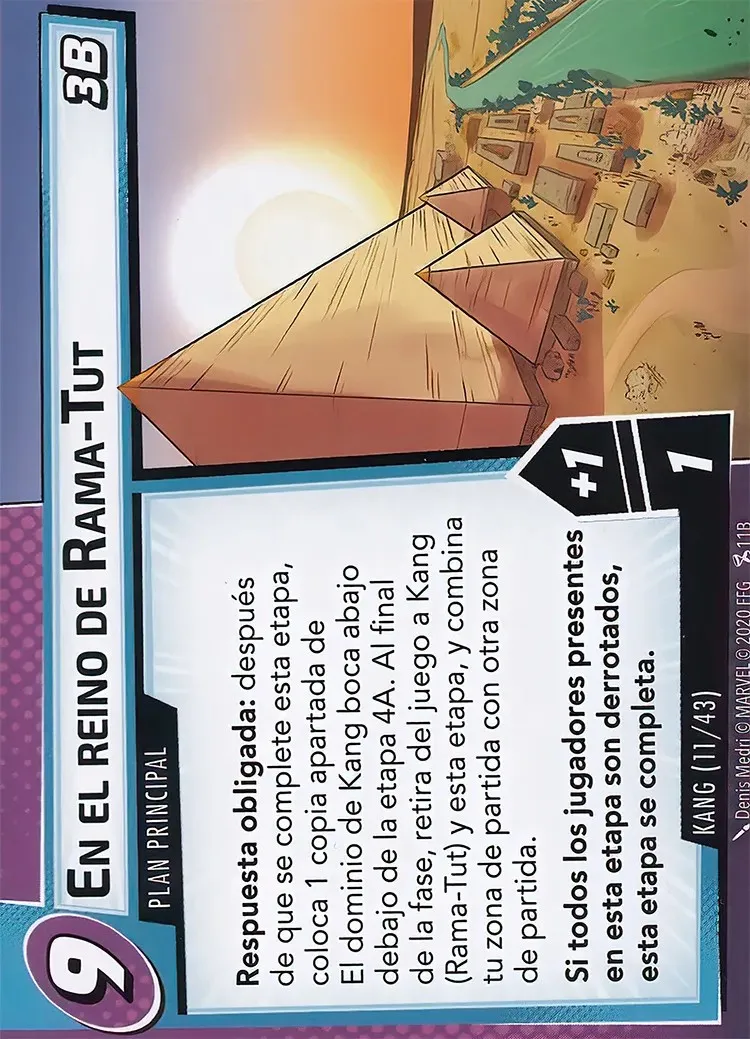 9
EN EL REINO DE RAMA-TUT
3B
PLAN PRINCIPAL
Respuesta obligada: después
de que se complete esta etapa,
coloca 1 copia apartada de
El dominio de Kang boca abajo
debajo de la etapa 4A. Al final
de la fase, retira del juego a Kang
(Rama-Tut) y esta etapa, y combina
tu zona de partida con otra zona
de partida.
Si todos los jugadores presentes
en esta etapa son derrotados,
esta etapa se completa.
+1
1
KANG (11/43)
Denis Medri © MARVEL © 2020 FFG 11B